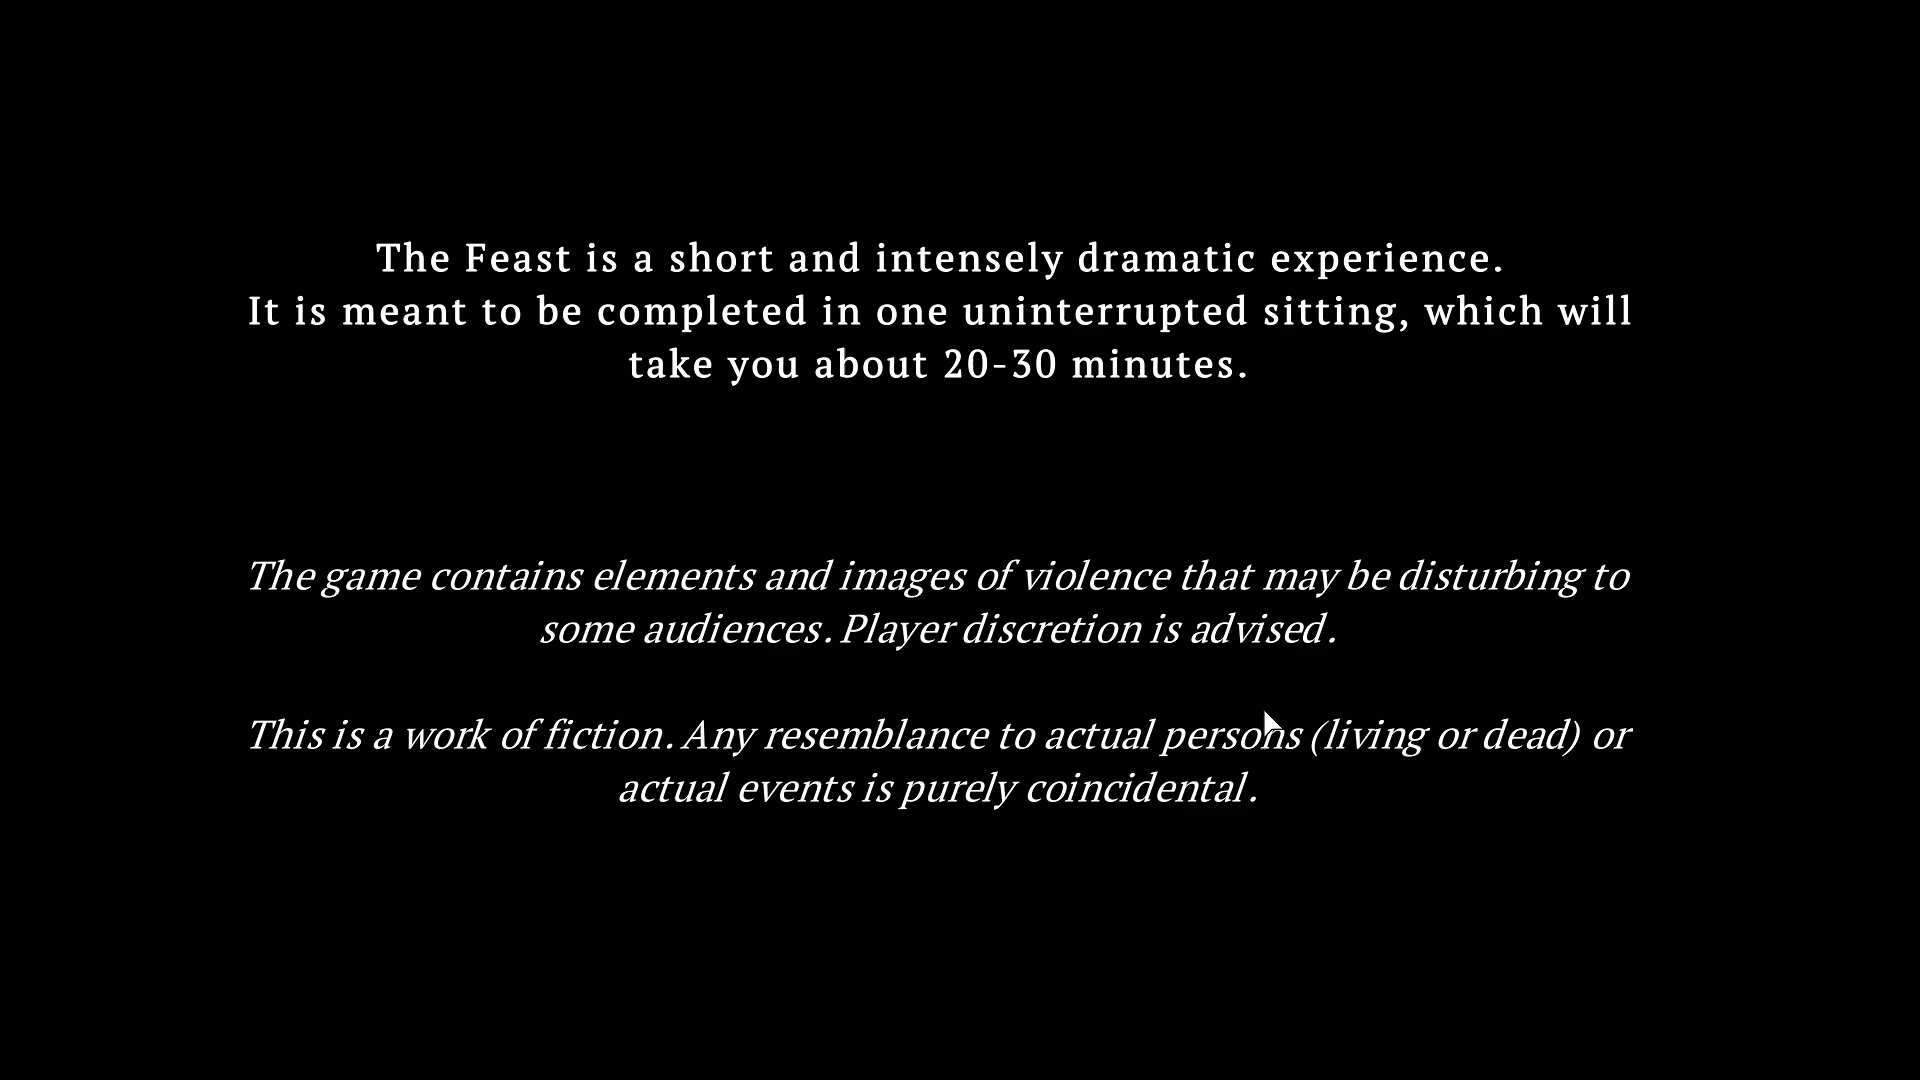 The Feast is a short and intensely dramatic experience.
It is meant to be completed in one uninterrupted sitting, which will
take you about 20-30 minutes.
The game contains elements and images of violence that may be disturbing to
some audiences. Player discretion is advised.
This is a work of fiction. Any resemblance to actual persons (living or dead) or
actual events is purely coincidental.